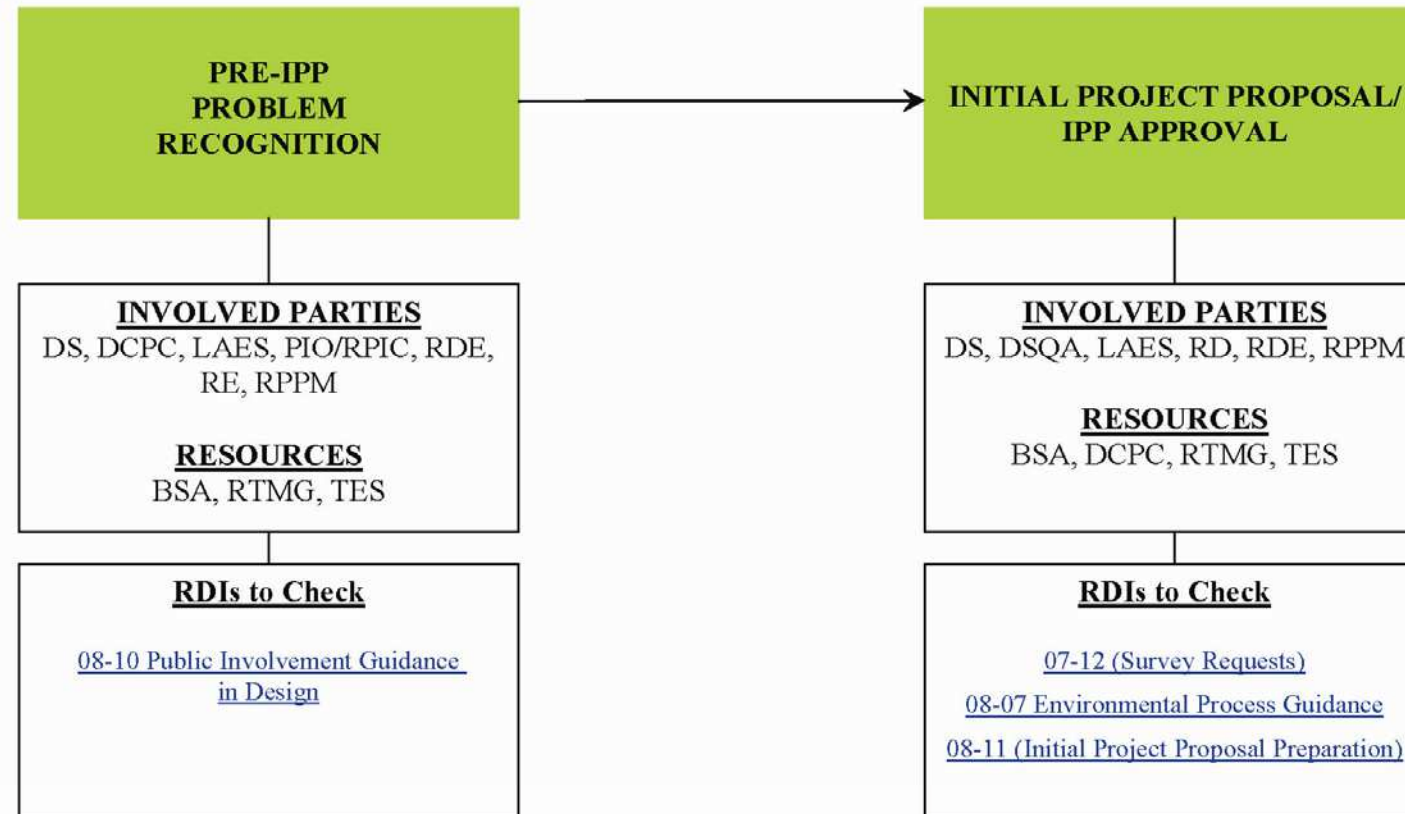 PRE-IPP
PROBLEM
RECOGNITION
INVOLVED PARTIES
DS, DCPC, LAES, PIO/RPIC, RDE,
RE, RPPM
RESOURCES
BSA, RTMG, TES
RDIs to Check
08-10 Public Involvement Guidance
in Design
INITIAL PROJECT PROPOSAL/
IPP APPROVAL
INVOLVED PARTIES
DS, DSQA, LAES, RD, RDE, RPPM
RESOURCES
BSA, DCPC, RTMG, TES
RDIs to Check
07-12 (Survey Requests)
08-07 Environmental Process Guidance
08-11 (Initial Project Proposal Preparation)